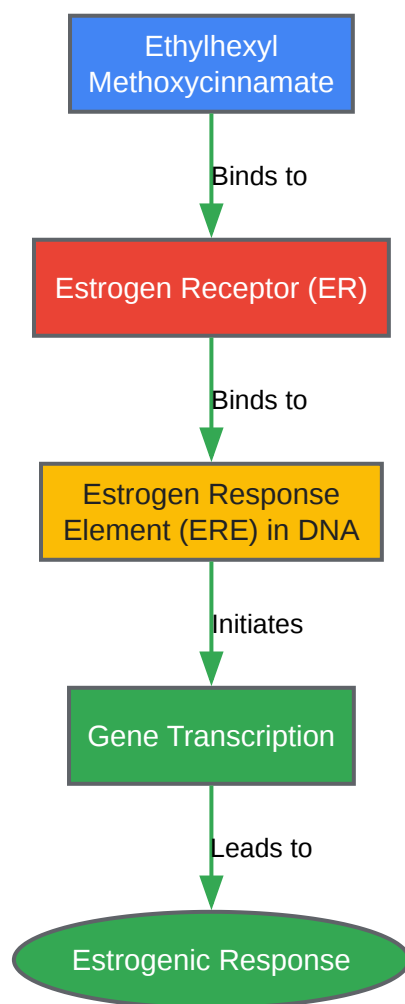 Ethylhexyl
Methoxycinnamate
Binds to
Estrogen Receptor (ER)
Binds to
Estrogen Response
Element (ERE) in DNA
Initiates
Gene Transcription
Leads to
Estrogenic Response